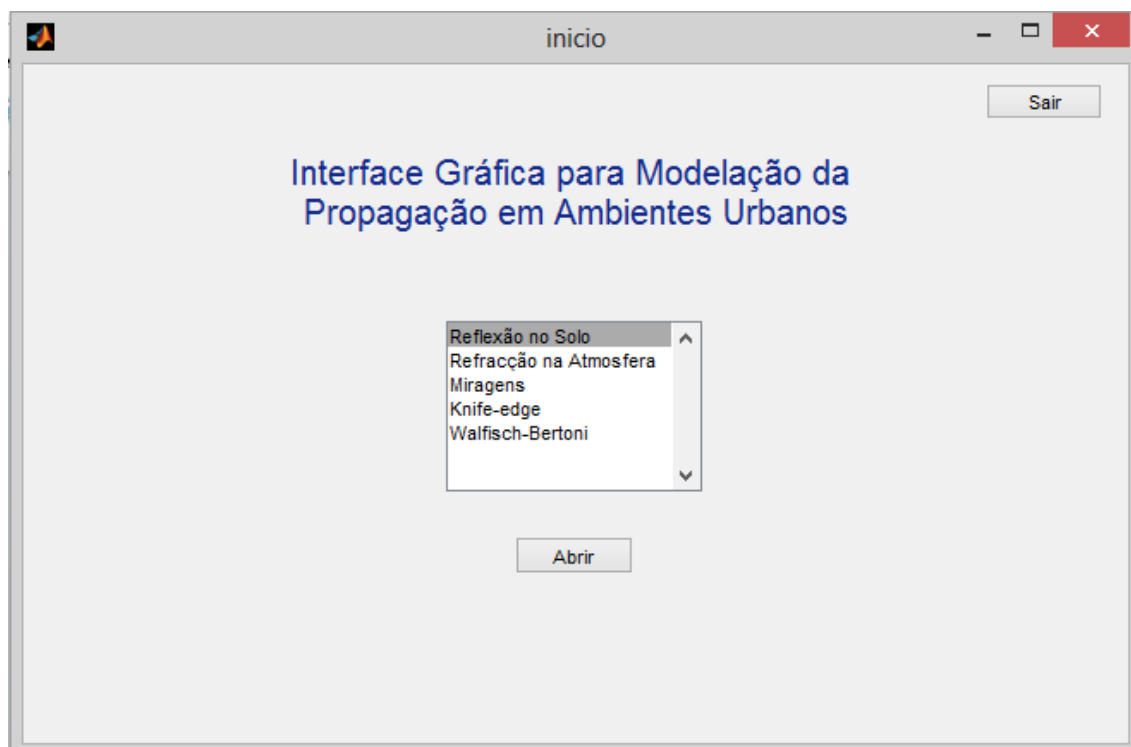 inicio
Sair
Interface Gráfica para Modelação da
Propagação em Ambientes Urbanos
Reflexão no Solo
Refracção na Atmosfera
Miragens
Knife-edge
Walfisch-Bertoni
Abrir